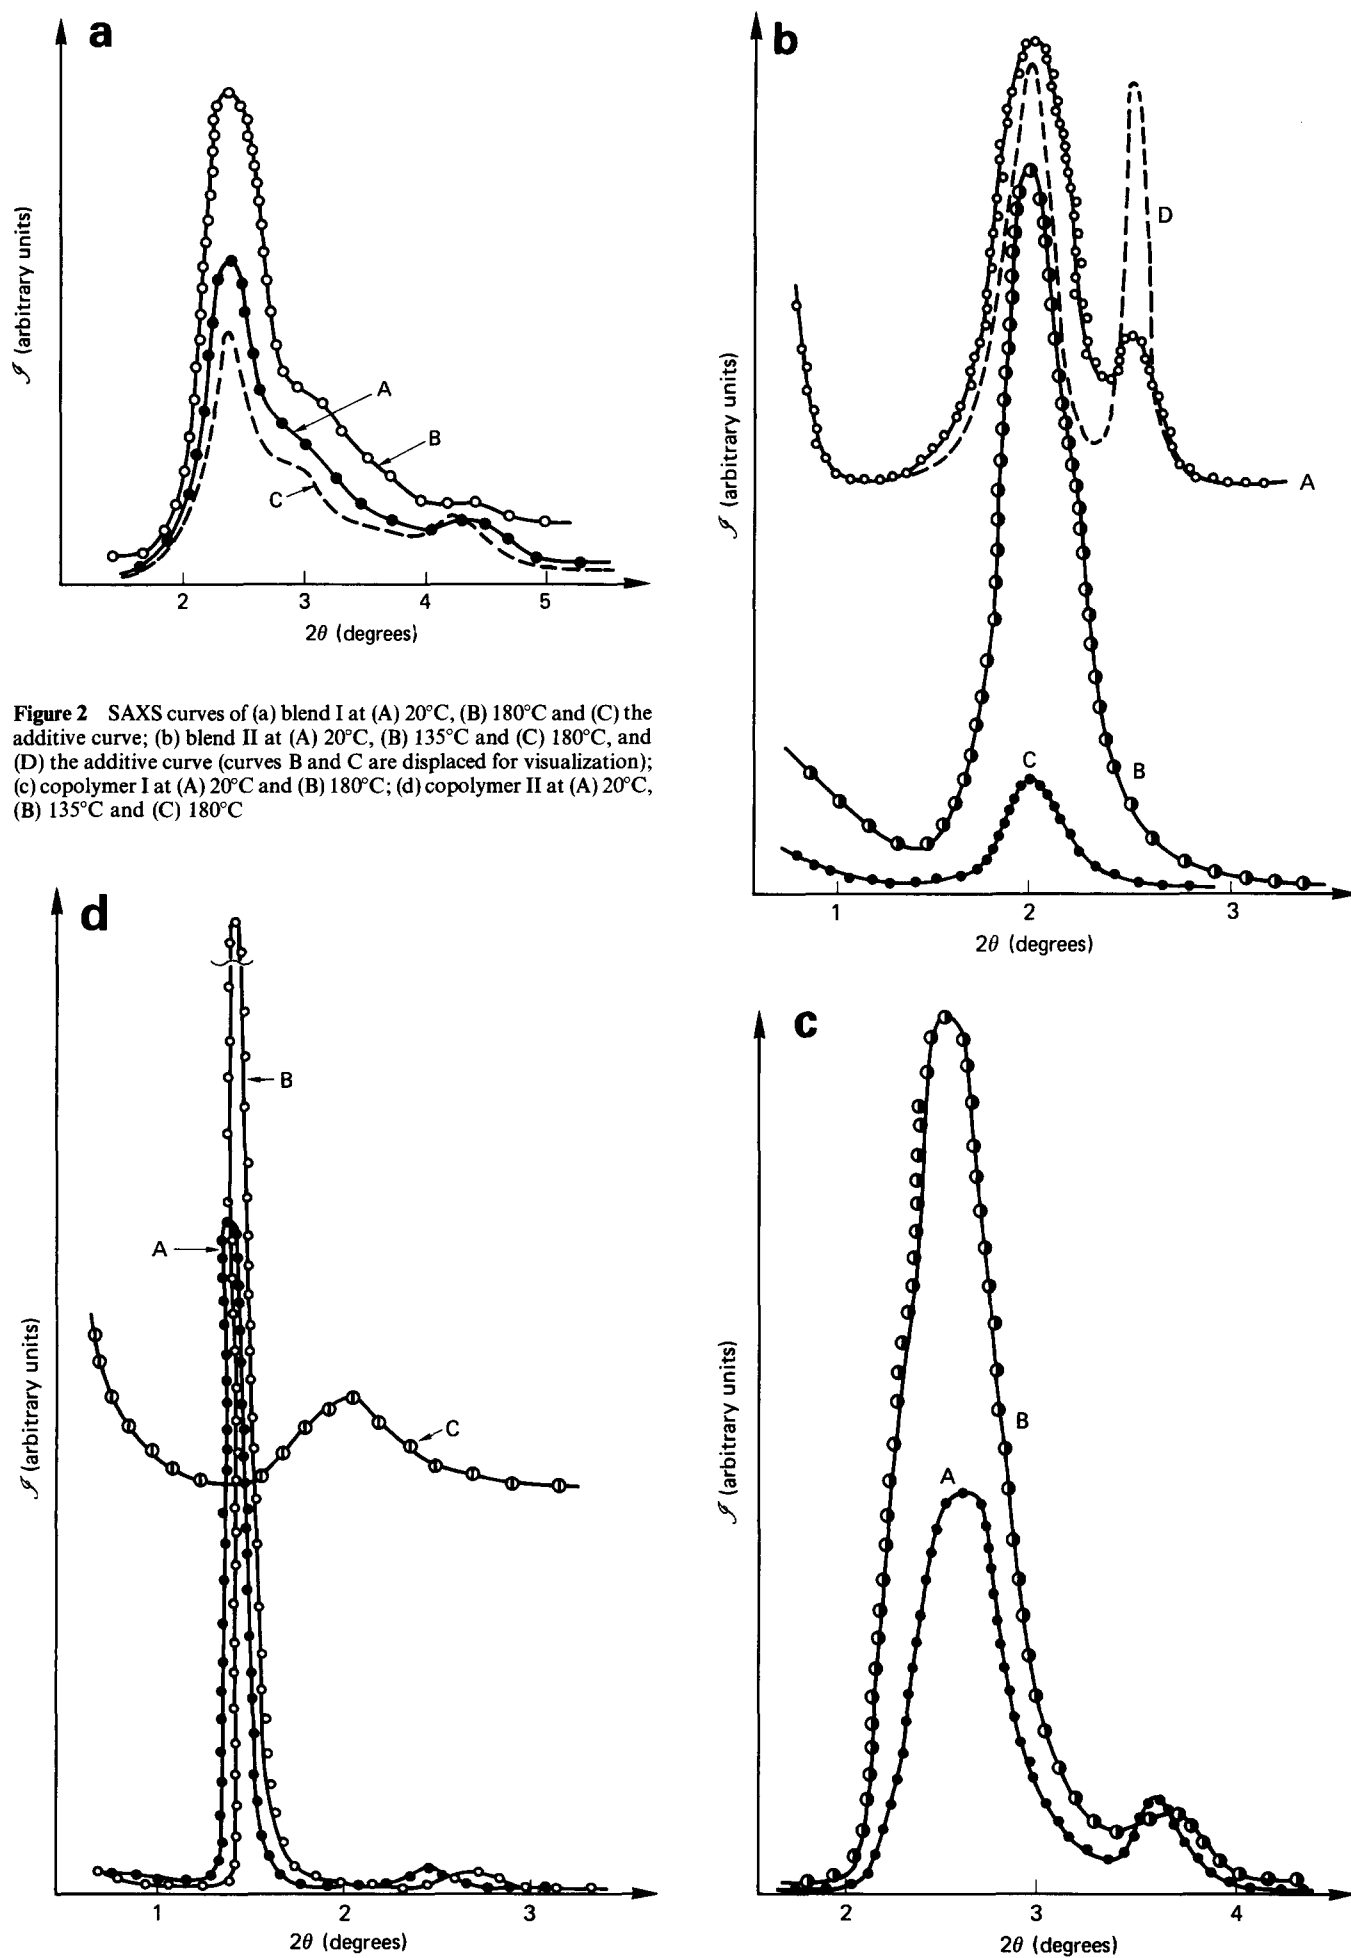 a
ℐ (arbitrary units)
A
B
C
2 3 4 5
2θ (degrees)
Figure 2 SAXS curves of (a) blend I at (A) 20°C, (B) 180°C and (C) the
additive curve; (b) blend II at (A) 20°C, (B) 135°C and (C) 180°C, and
(D) the additive curve (curves B and C are displaced for visualization);
(c) copolymer I at (A) 20°C and (B) 180°C; (d) copolymer II at (A) 20°C,
(B) 135°C and (C) 180°C
b
ℐ (arbitrary units)
D
A
B
C
1 2 3
2θ (degrees)
d
ℐ (arbitrary units)
B
A
C
1 2 3
2θ (degrees)
c
ℐ (arbitrary units)
B
A
2 3 4
2θ (degrees)